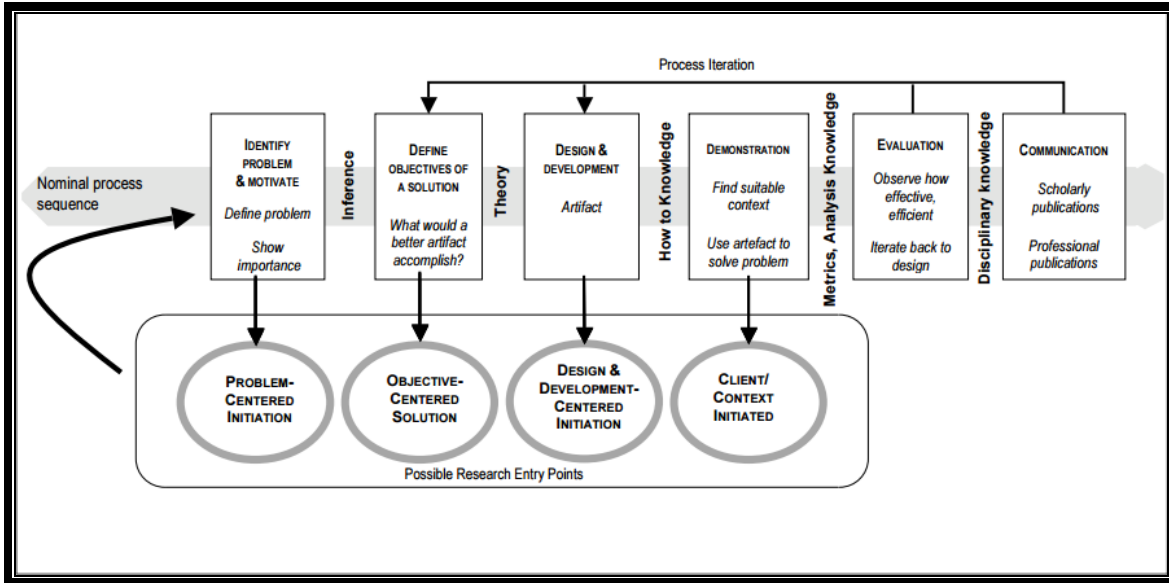 Process Iteration
Nominal process
sequence
IDENTIFY
PROBLEM
& MOTIVATE
Define problem
Show
importance
Inference
DEFINE
OBJECTIVES OF
A SOLUTION
What would a
better artifact
accomplish?
Theory
DESIGN &
DEVELOPMENT
Artifact
How to Knowledge
DEMONSTRATION
Find suitable
context
Use artefact to
solve problem
Metrics, Analysis Knowledge
EVALUATION
Observe how
effective,
efficient
Iterate back to
design
Disciplinary knowledge
COMMUNICATION
Scholarly
publications
Professional
publications
PROBLEM-
CENTERED
INITIATION
OBJECTIVE-
CENTERED
SOLUTION
DESIGN &
DEVELOPMENT-
CENTERED
INITIATION
CLIENT/
CONTEXT
INITIATED
Possible Research Entry Points